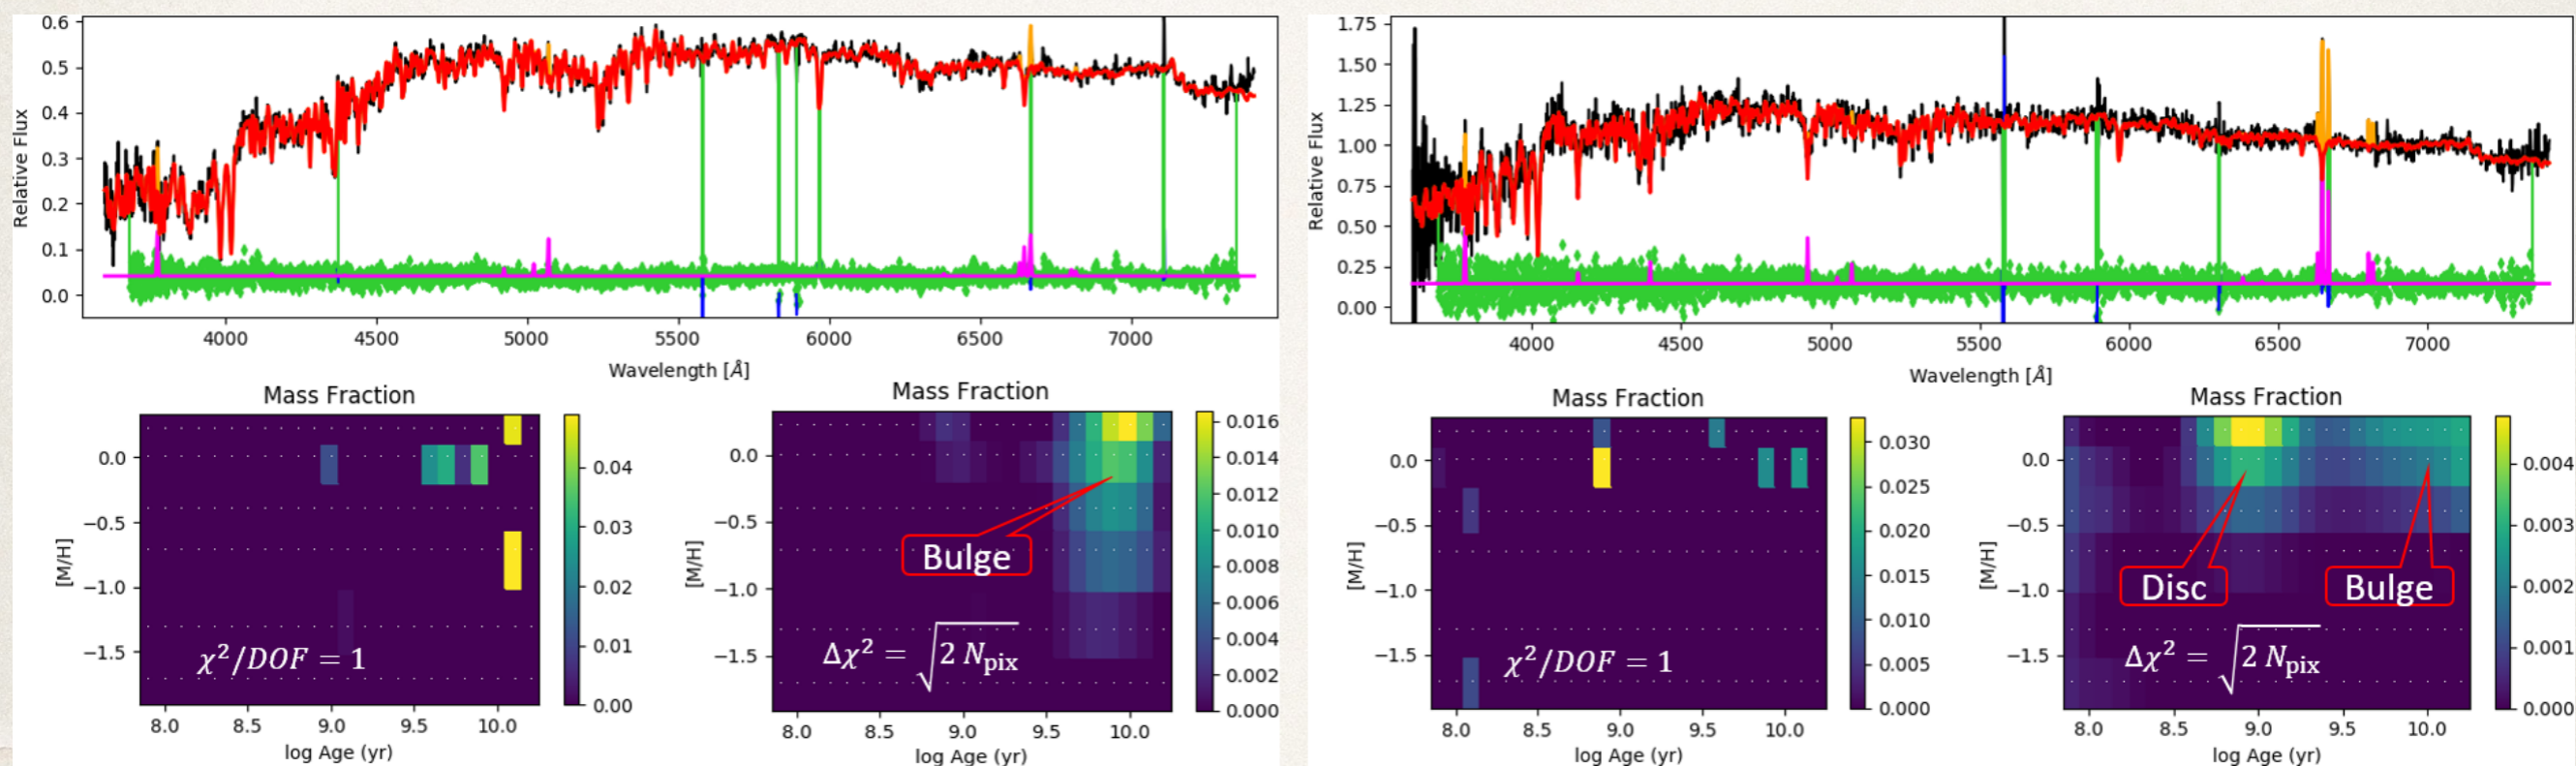 0.6
0.5
0.4
0.3
0.2
0.1
0.0
Relative Flux
4000 4500 5000 5500 6000 6500 7000
Wavelength [Å]
1.75
1.50
1.25
1.00
0.75
0.50
0.25
0.00
Relative Flux
4000 4500 5000 5500 6000 6500 7000
Wavelength [Å]
Mass Fraction
0.0
−0.5
−1.0
−1.5
[M/H]
χ²/DOF = 1
8.0 8.5 9.0 9.5 10.0
log Age (yr)
0.04
0.03
0.02
0.01
0.00
Mass Fraction
0.0
−0.5
−1.0
−1.5
[M/H]
Bulge
Δχ² = √2 Npix
8.0 8.5 9.0 9.5 10.0
log Age (yr)
0.016
0.014
0.012
0.010
0.008
0.006
0.004
0.002
0.000
Mass Fraction
0.0
−0.5
−1.0
−1.5
[M/H]
χ²/DOF = 1
8.0 8.5 9.0 9.5 10.0
log Age (yr)
0.030
0.025
0.020
0.015
0.010
0.005
0.000
Mass Fraction
0.0
−0.5
−1.0
−1.5
[M/H]
Disc Bulge
Δχ² = √2 Npix
8.0 8.5 9.0 9.5 10.0
log Age (yr)
0.004
0.003
0.002
0.001
0.000